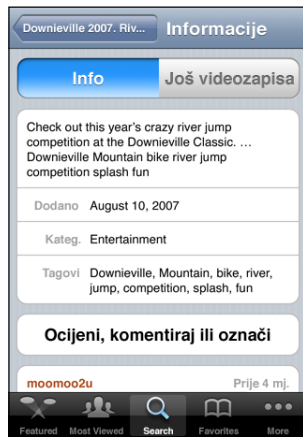 Downieville 2007. Riv... Informacije
Info Još videozapisa
Check out this year's crazy river jump
competition at the Downieville Classic. ...
Downieville Mountain bike river jump
competition splash fun
Dodano August 10, 2007
Kateg. Entertainment
Tagovi Downieville, Mountain, bike, river,
jump, competition, splash, fun
Ocijeni, komentiraj ili označi
moomoo2u Prije 4 mj.
Featured Most Viewed Search Favorites More